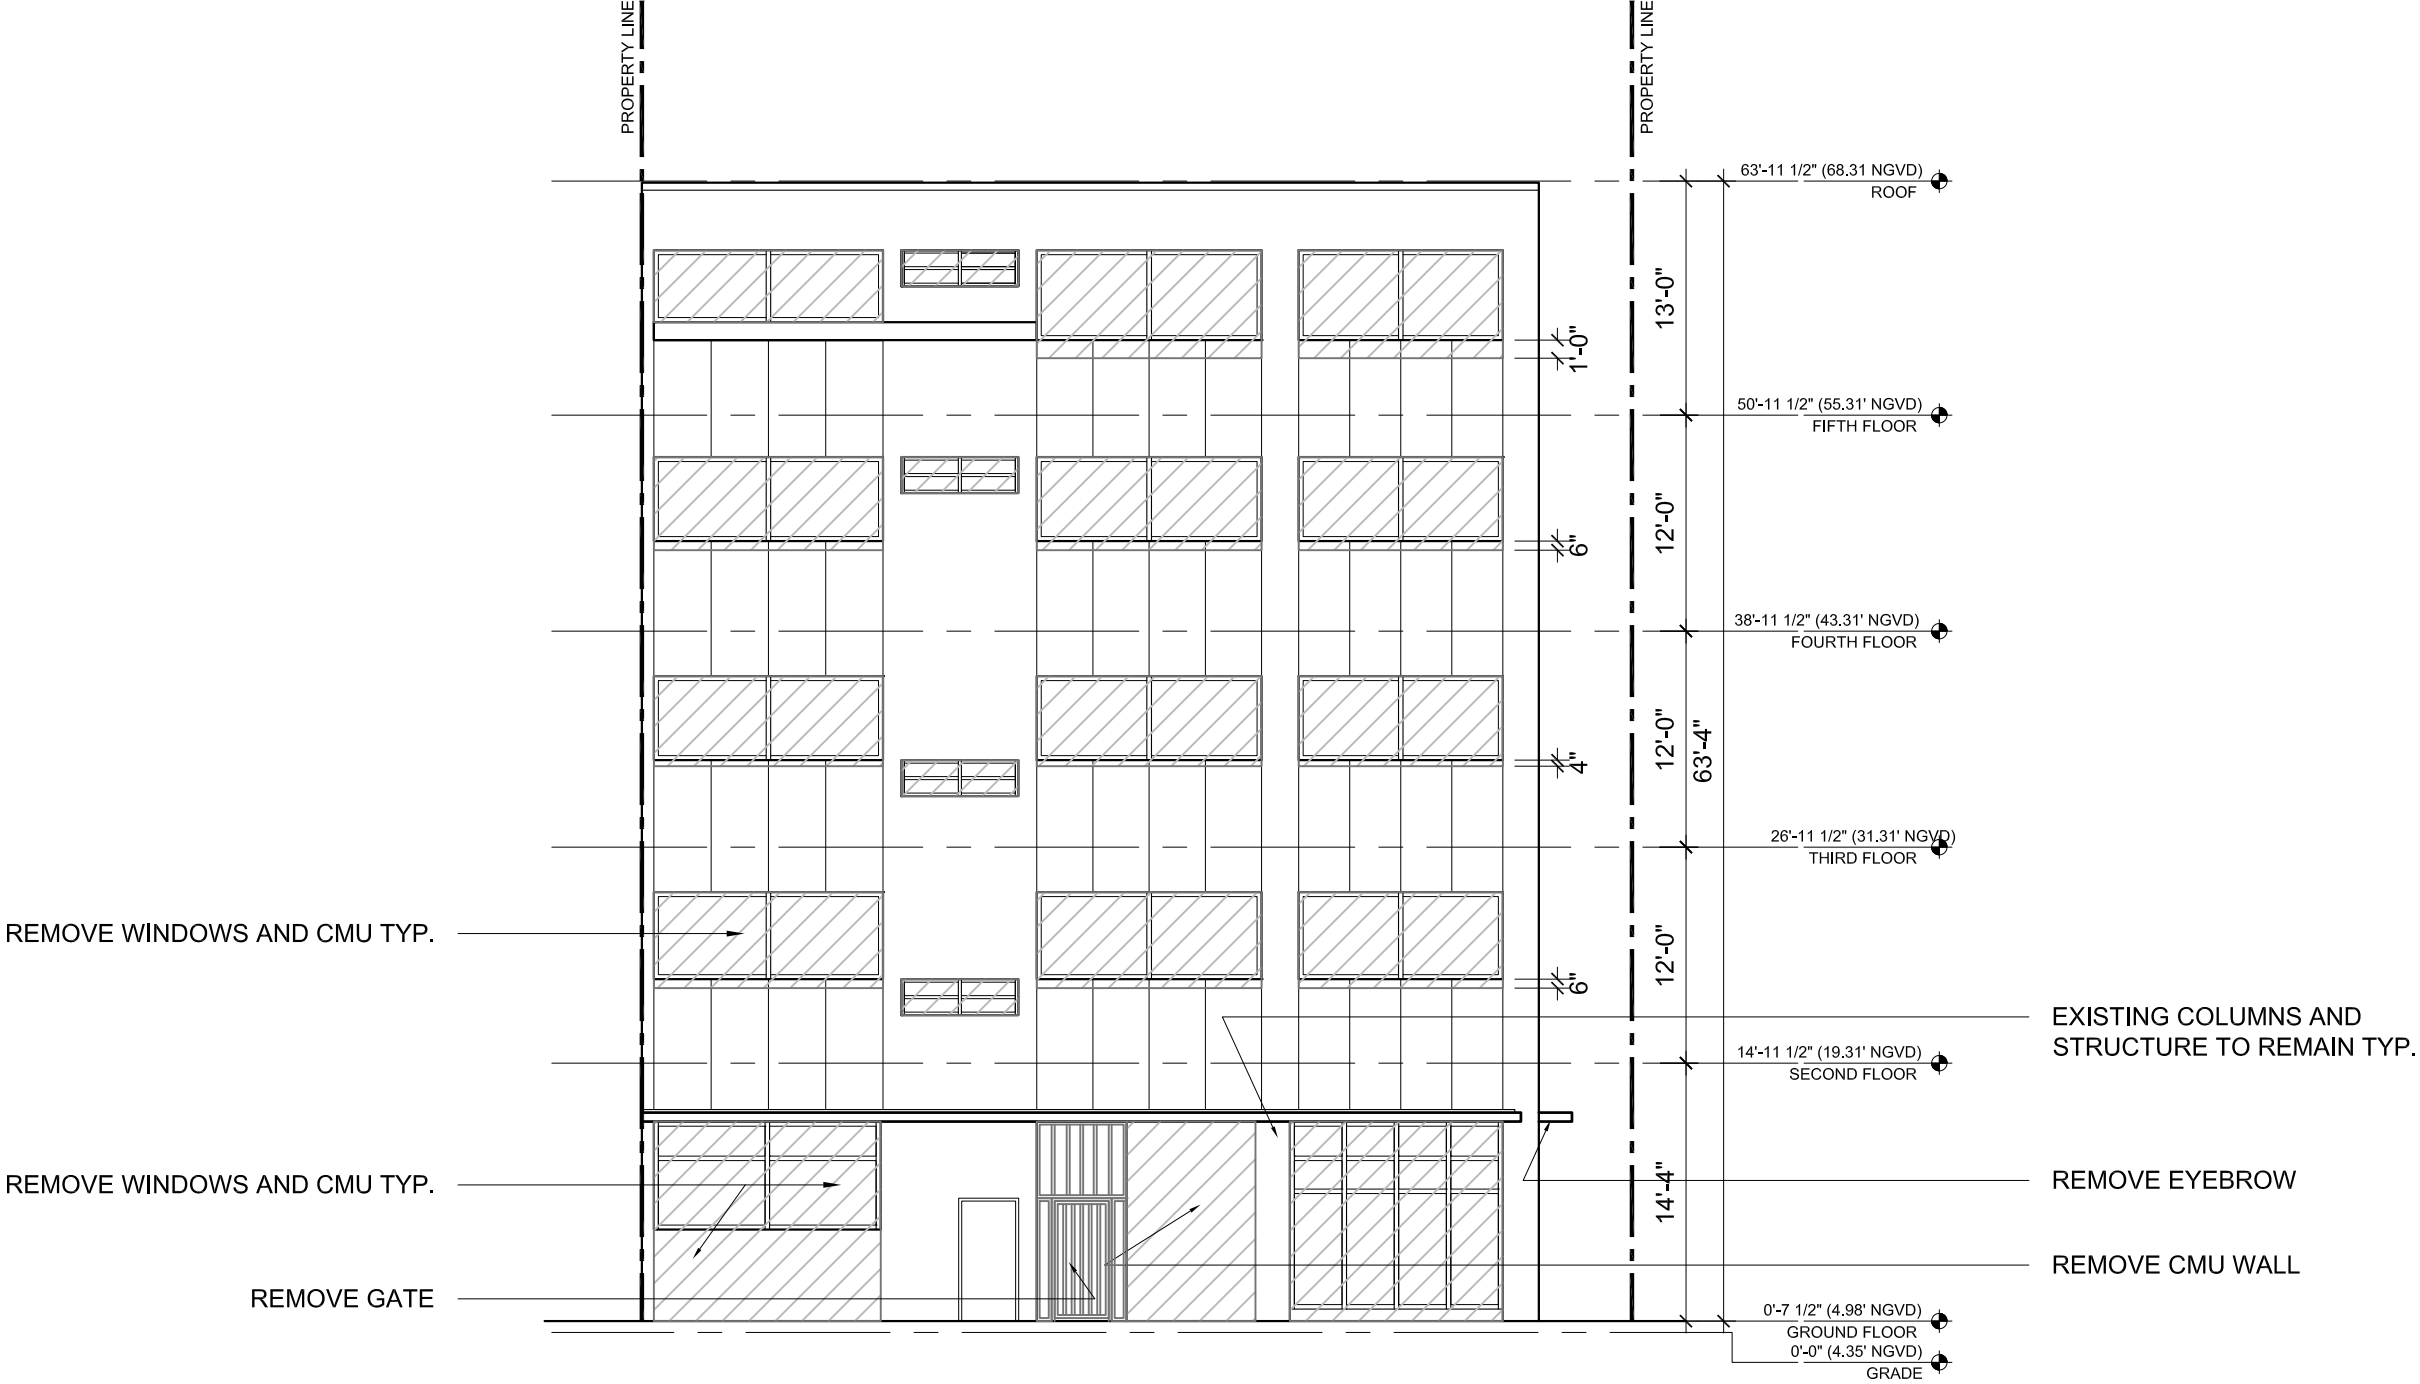 PROPERTY LINE
PROPERTY LINE
63'-11 1/2" (68.31 NGVD)
ROOF
13'-0"
1'-0"
50'-11 1/2" (55.31' NGVD)
FIFTH FLOOR
12'-0"
6"
38'-11 1/2" (43.31' NGVD)
FOURTH FLOOR
12'-0"
63'-4"
4"
26'-11 1/2" (31.31' NGVD)
THIRD FLOOR
REMOVE WINDOWS AND CMU TYP.
12'-0"
6"
EXISTING COLUMNS AND
STRUCTURE TO REMAIN TYP.
14'-11 1/2" (19.31' NGVD)
SECOND FLOOR
REMOVE WINDOWS AND CMU TYP.
14'-4"
REMOVE EYEBROW
REMOVE CMU WALL
REMOVE GATE
0'-7 1/2" (4.98' NGVD)
GROUND FLOOR
0'-0" (4.35' NGVD)
GRADE